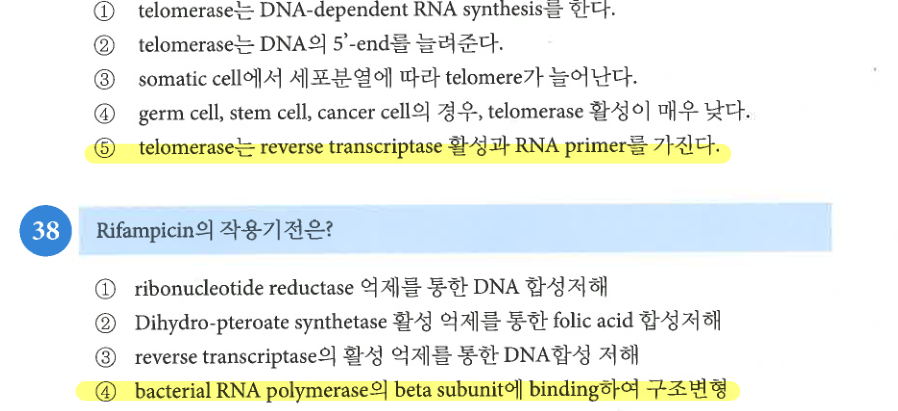 ① telomerase는 DNA-dependent RNA synthesis를 한다.
② telomerase는 DNA의 5’-end를 늘려준다.
③ somatic cell에서 세포분열에 따라 telomere가 늘어난다.
④ germ cell, stem cell, cancer cell의 경우, telomerase 활성이 매우 낮다.
⑤ telomerase는 reverse transcriptase 활성과 RNA primer를 가진다.
38 Rifampicin의 작용기전은?
① ribonucleotide reductase 억제를 통한 DNA 합성저해
② Dihydro-pteroate synthetase 활성 억제를 통한 folic acid 합성저해
③ reverse transcriptase의 활성 억제를 통한 DNA합성 저해
④ bacterial RNA polymerase의 beta subunit에 binding하여 구조변형